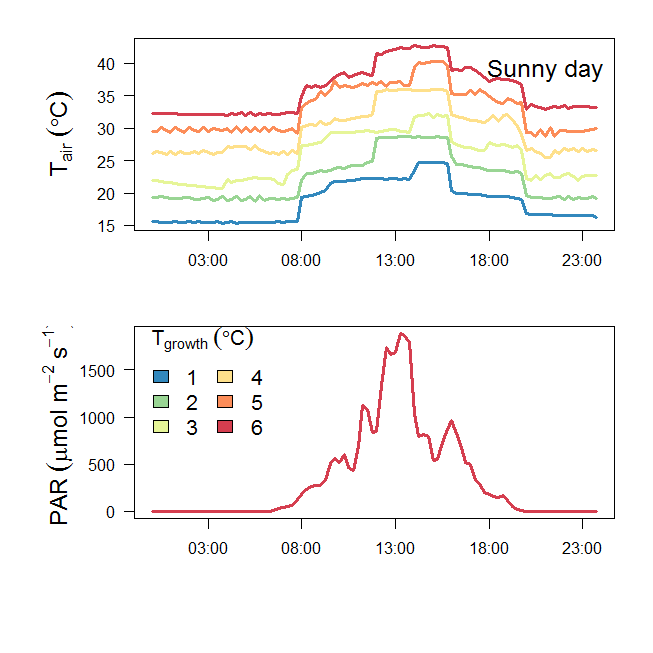 T_air (°C)
40
35
30
25
20
15
Sunny day
03:00 08:00 13:00 18:00 23:00
PAR (μmol m⁻² s⁻¹
1500
1000
500
0
T_growth (°C)
1 4
2 5
3 6
03:00 08:00 13:00 18:00 23:00